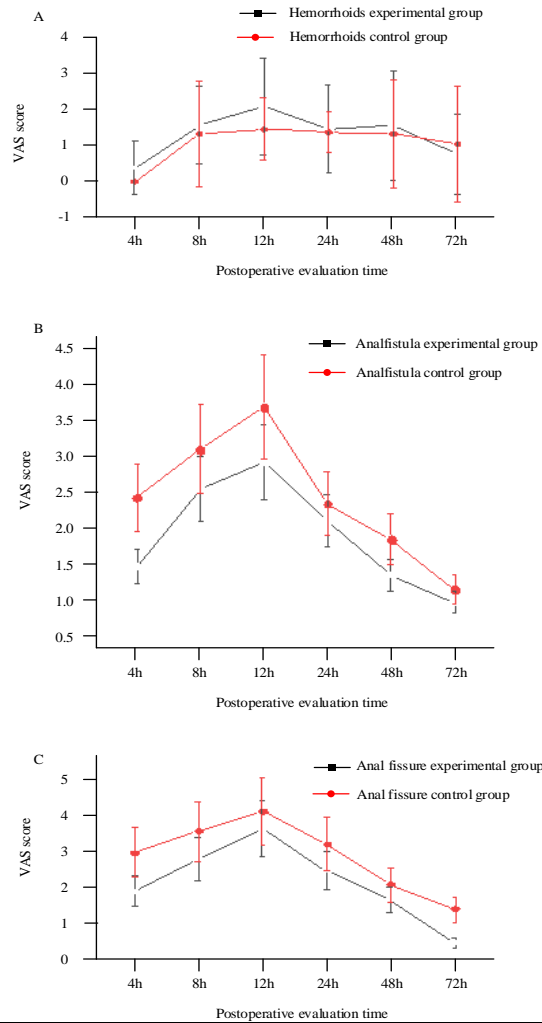 A
Hemorrhoids experimental group
Hemorrhoids control group
4
3
2
1
0
-1
VAS score
4h 8h 12h 24h 48h 72h
Postoperative evaluation time
B
Analfistula experimental group
Analfistula control group
4.5
4.0
3.5
3.0
2.5
2.0
1.5
1.0
0.5
VAS score
4h 8h 12h 24h 48h 72h
Postoperative evaluation time
C
Anal fissure experimental group
Anal fissure control group
5
4
3
2
1
0
VAS score
4h 8h 12h 24h 48h 72h
Postoperative evaluation time